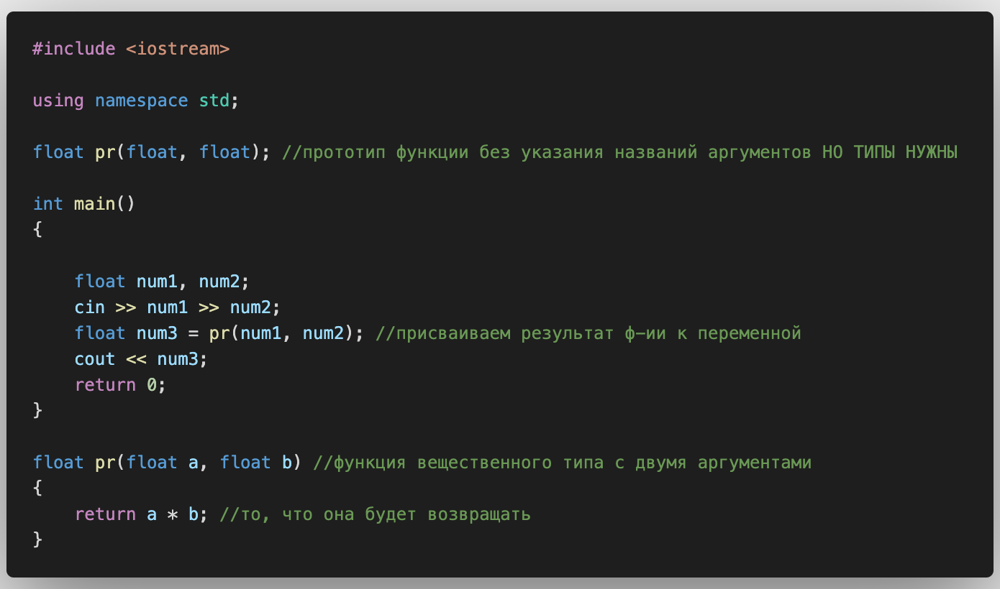 #include <iostream>
using namespace std;
float pr(float, float); //прототип функции без указания названий аргументов НО ТИПЫ НУЖНЫ
int main()
{
float num1, num2;
cin >> num1 >> num2;
float num3 = pr(num1, num2); //присваиваем результат ф-ии к переменной
cout << num3;
return 0;
}
float pr(float a, float b) //функция вещественного типа с двумя аргументами
{
return a * b; //то, что она будет возвращать
}